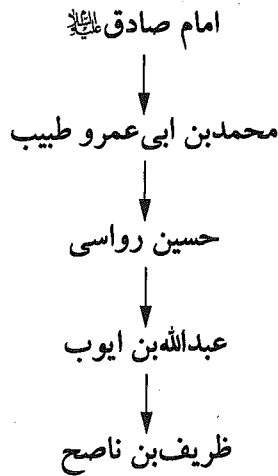 امام صادق علیه‌السلام
محمدبن ابی‌عمرو طبیب
حسین رواسی
عبدالله‌بن ایوب
ظریف‌بن ناصح